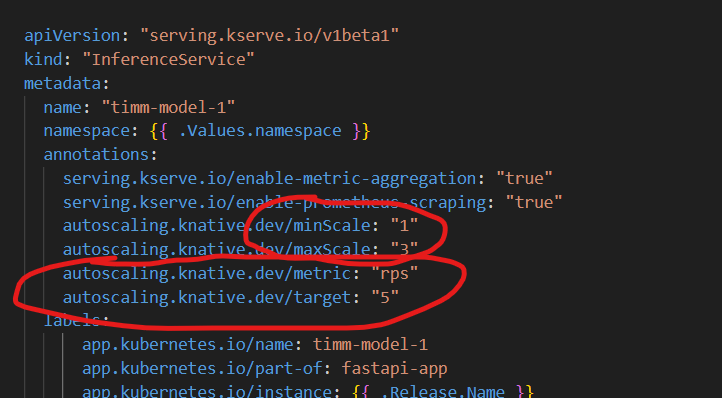 apiVersion: "serving.kserve.io/v1beta1"
kind: "InferenceService"
metadata:
name: "timm-model-1"
namespace: {{ .Values.namespace }}
annotations:
serving.kserve.io/enable-metric-aggregation: "true"
serving.kserve.io/enable-prometheus-scraping: "true"
autoscaling.knative.dev/minScale: "1"
autoscaling.knative.dev/maxScale: "3"
autoscaling.knative.dev/metric: "rps"
autoscaling.knative.dev/target: "5"
labels:
app.kubernetes.io/name: timm-model-1
app.kubernetes.io/part-of: fastapi-app
app.kubernetes.io/instance: {{ .Release.Name }}